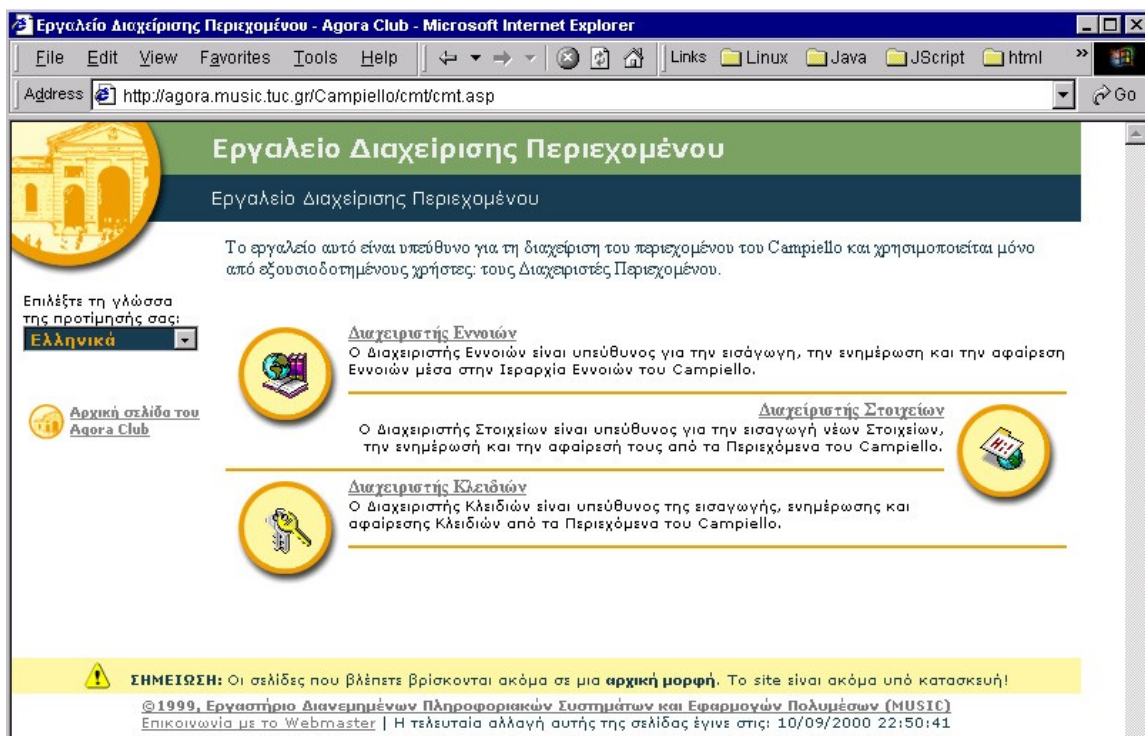 Εργαλείο Διαχείρισης Περιεχομένου - Agora Club - Microsoft Internet Explorer
File Edit View Favorites Tools Help Links Linux Java JScript html »
Address http://agora.music.tuc.gr/Campiello/cmt/cmt.asp Go
Εργαλείο Διαχείρισης Περιεχομένου
Εργαλείο Διαχείρισης Περιεχομένου
Το εργαλείο αυτό είναι υπεύθυνο για τη διαχείριση του περιεχομένου του Campiello και χρησιμοποιείται μόνο
από εξουσιοδοτημένους χρήστες: τους Διαχειριστές Περιεχομένου.
Επιλέξτε τη γλώσσα
της προτίμησής σας:
Ελληνικά
Αρχική σελίδα του
Agora Club
Διαχειριστής Εννοιών
Ο Διαχειριστής Εννοιών είναι υπεύθυνος για την εισάγωγη, την ενημέρωση και την αφαίρεση
Εννοιών μέσα στην Ιεραρχία Εννοιών του Campiello.
Διαχείριστής Στοιχείων
Ο Διαχειριστής Στοιχείων είναι υπεύθυνος για την εισαγωγή νέων Στοιχείων,
την ενημέρωσή και την αφαίρεσή τους από τα Περιεχόμενα του Campiello.
Hi!
Διαχειριστής Κλειδιών
Ο Διαχειριστής Κλειδιών είναι υπεύθυνος της εισαγωγής, ενημέρωσης και
αφαίρεσης Κλειδιών από τα Περιεχόμενα του Campiello.
ΣΗΜΕΙΩΣΗ: Οι σελίδες που βλέπετε βρίσκονται ακόμα σε μια αρχική μορφή. Το site είναι ακόμα υπό κατασκευή!
©1999, Εργαστήριο Διανεμημένων Πληροφοριακών Συστημάτων και Εφαρμογών Πολυμέσων (MUSIC)
Επικοινωνία με το Webmaster | Η τελευταία αλλαγή αυτής της σελίδας έγινε στις: 10/09/2000 22:50:41